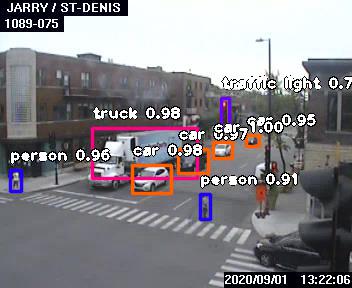 JARRY / ST-DENIS
1089-075
traffic light 0.7
truck 0.98
car 0.95
car 1.00
car 0.97
car 0.98
person 0.96
person 0.91
2020/09/01 13:22:06